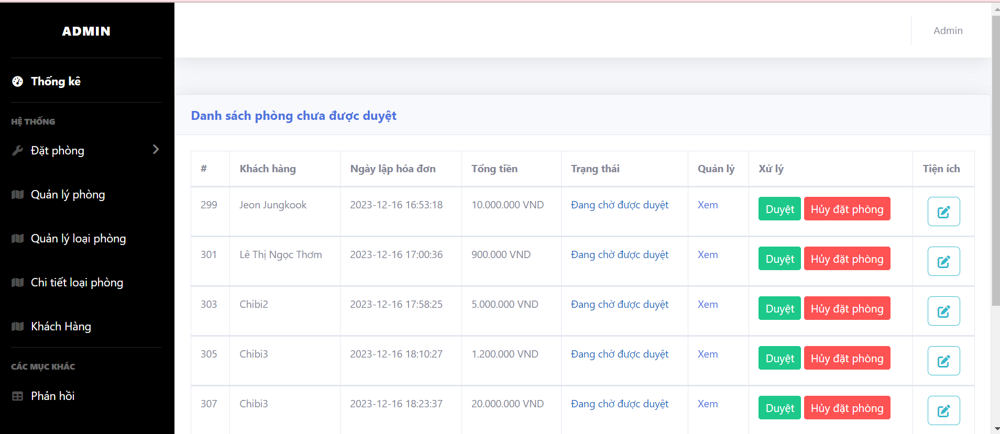 ADMIN
Admin
Thống kê
HỆ THỐNG
Đặt phòng
Quản lý phòng
Quản lý loại phòng
Chi tiết loại phòng
Khách Hàng
CÁC MỤC KHÁC
Phản hồi
Danh sách phòng chưa được duyệt
# Khách hàng Ngày lập hóa đơn Tổng tiền Trạng thái Quản lý Xử lý Tiện ích
299 Jeon Jungkook 2023-12-16 16:53:18 10.000.000 VND Đang chờ được duyệt Xem Duyệt Hủy đặt phòng
301 Lê Thị Ngọc Thơm 2023-12-16 17:00:36 900.000 VND Đang chờ được duyệt Xem Duyệt Hủy đặt phòng
303 Chibi2 2023-12-16 17:58:25 5.000.000 VND Đang chờ được duyệt Xem Duyệt Hủy đặt phòng
305 Chibi3 2023-12-16 18:10:27 1.200.000 VND Đang chờ được duyệt Xem Duyệt Hủy đặt phòng
307 Chibi3 2023-12-16 18:23:37 20.000.000 VND Đang chờ được duyệt Xem Duyệt Hủy đặt phòng